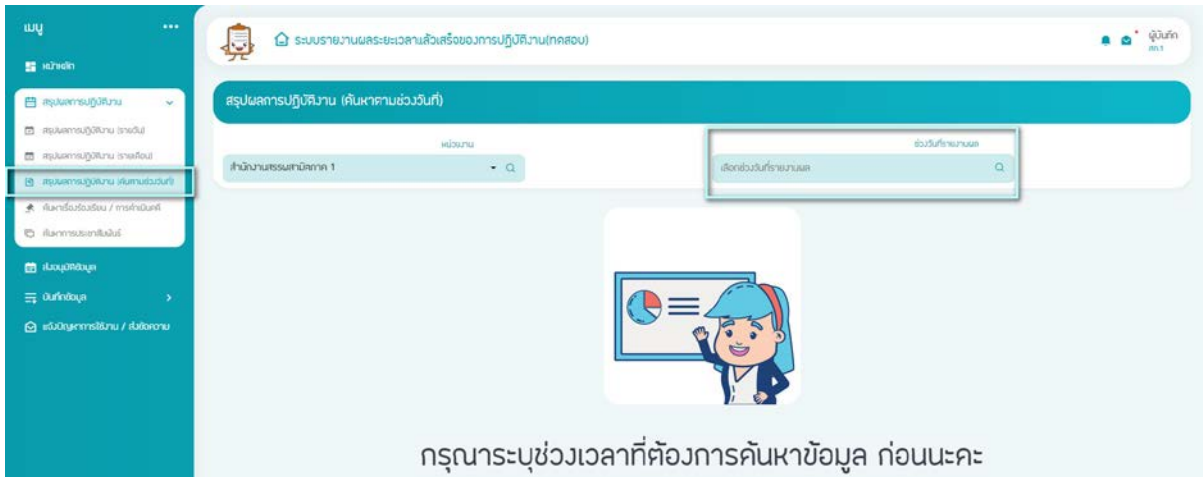 เมนู
หน้าหลัก
สรุปผลการปฏิบัติงาน
สรุปผลการปฏิบัติงาน (รายวัน)
สรุปผลการปฏิบัติงาน (รายเดือน)
สรุปผลการปฏิบัติงาน (ค้นตามช่วงวันที่)
ค้นหาเรื่องร้องเรียน / การดำเนินคดี
ค้นหาการประชาสัมพันธ์
ส่งอนุมัติข้อมูล
บันทึกข้อมูล
แจ้งปัญหาการใช้งาน / ส่งข้อความ
ระบบรายงานผลระยะเวลาแล้วเสร็จของการปฏิบัติงาน(ทดสอบ)
ผู้บันทึก
สภ.1
สรุปผลการปฏิบัติงาน (ค้นหาตามช่วงวันที่)
หน่วยงาน
สำนักงานสรรพสามิตภาค 1
ช่วงวันที่รายงานผล
เลือกช่วงวันที่รายงานผล
กรุณาระบุช่วงเวลาที่ต้องการค้นหาข้อมูล ก่อนนะคะ